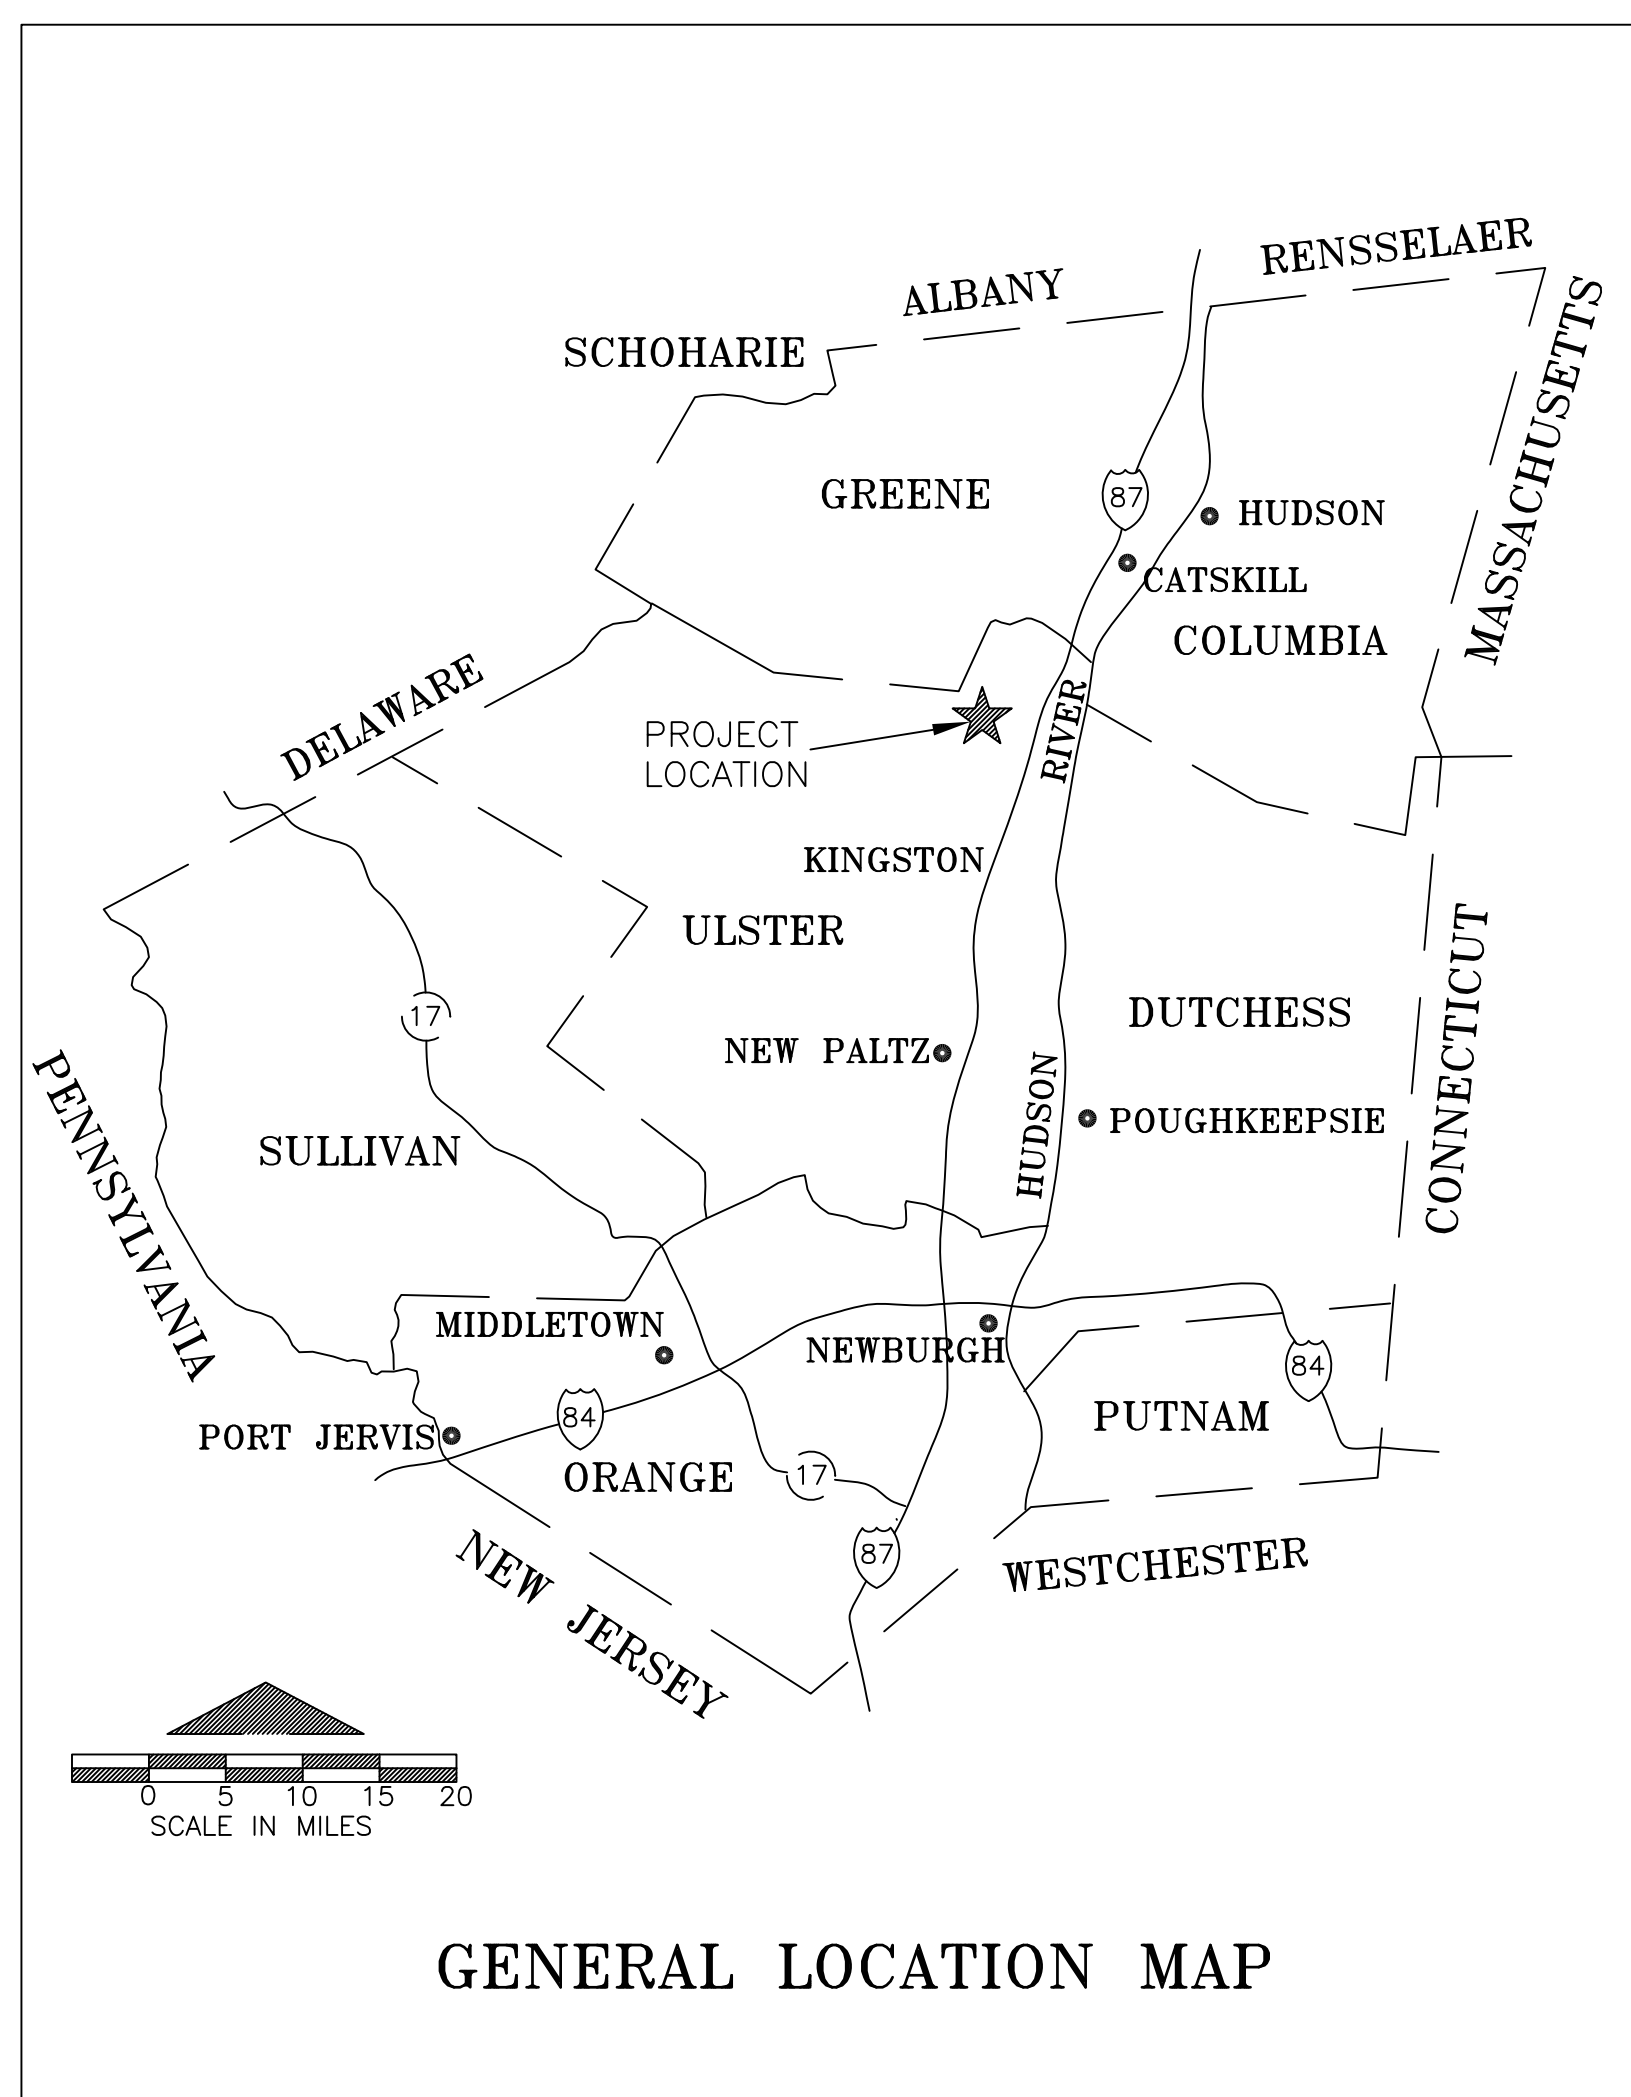 RENSSELAER
ALBANY
SCHOHARIE
MASSACHUSETTS
GREENE
87
HUDSON
CATSKILL
COLUMBIA
DELAWARE
RIVER
PROJECT
LOCATION
KINGSTON
ULSTER
CONNECTICUT
17
DUTCHESS
NEW PALTZ
HUDSON
PENNSYLVANIA
POUGHKEEPSIE
SULLIVAN
MIDDLETOWN
NEWBURGH
84
84
PUTNAM
PORT JERVIS
ORANGE
17
87
WESTCHESTER
NEW JERSEY
0 5 10 15 20
SCALE IN MILES
GENERAL LOCATION MAP